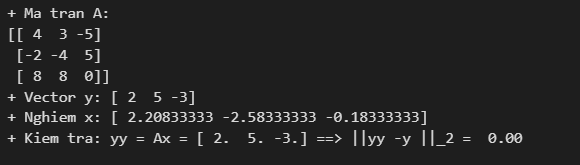 + Ma tran A:
[[ 4  3 -5]
 [-2 -4  5]
 [ 8  8  0]]
+ Vector y: [ 2  5 -3]
+ Nghiem x: [ 2.20833333 -2.58333333 -0.18333333]
+ Kiem tra: yy = Ax = [ 2.  5. -3.] ==> ||yy -y ||_2 =  0.00